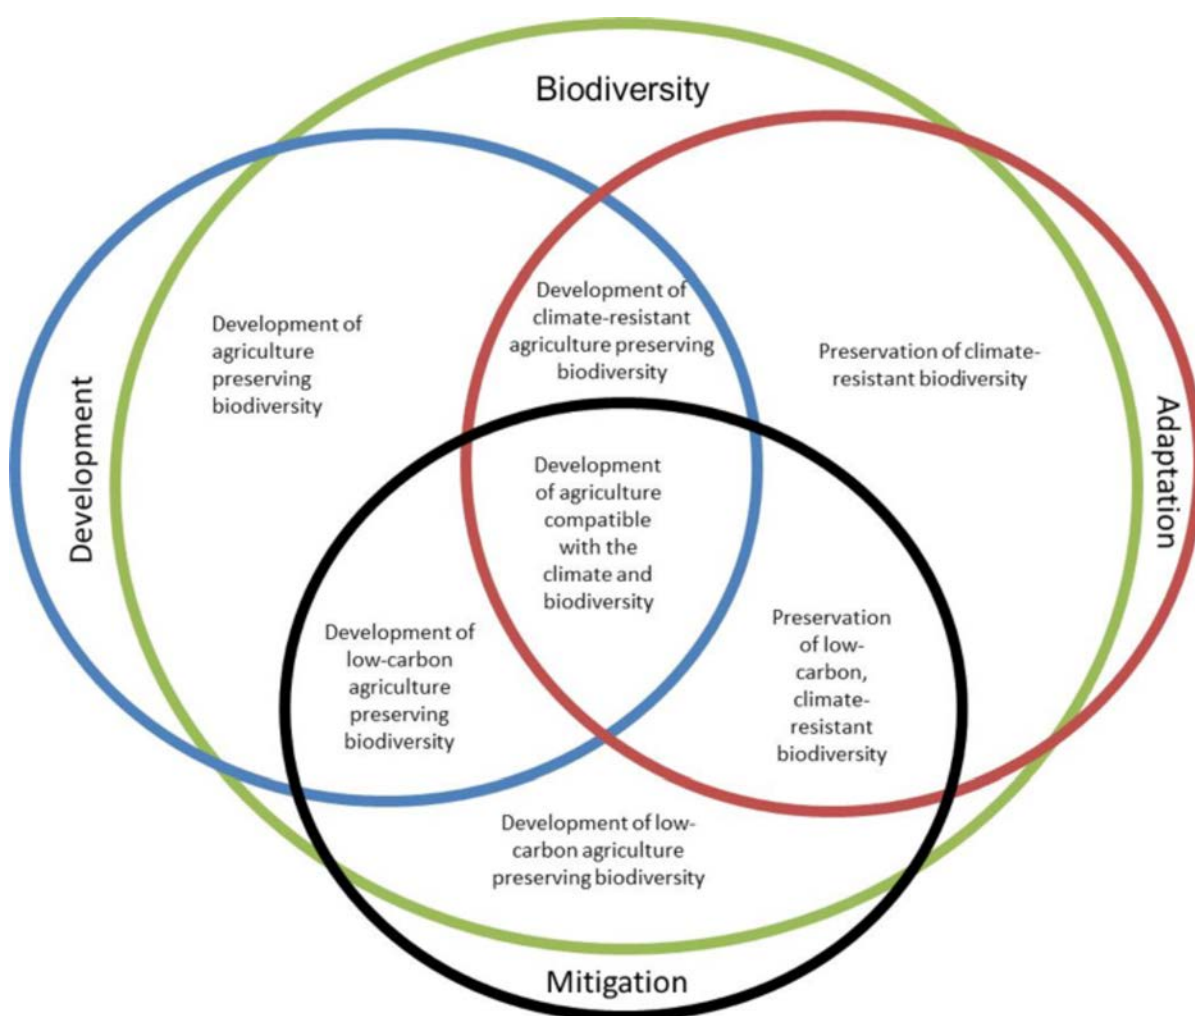 Biodiversity
Development of
agriculture
preserving
biodiversity
Development of
climate-resistant
agriculture preserving
biodiversity
Preservation of climate-
resistant biodiversity
Development
Adaptation
Development
of agriculture
compatible
with the
climate and
biodiversity
Development of
low-carbon
agriculture
preserving
biodiversity
Preservation
of low-
carbon,
climate-
resistant
biodiversity
Development of low-
carbon agriculture
preserving biodiversity
Mitigation